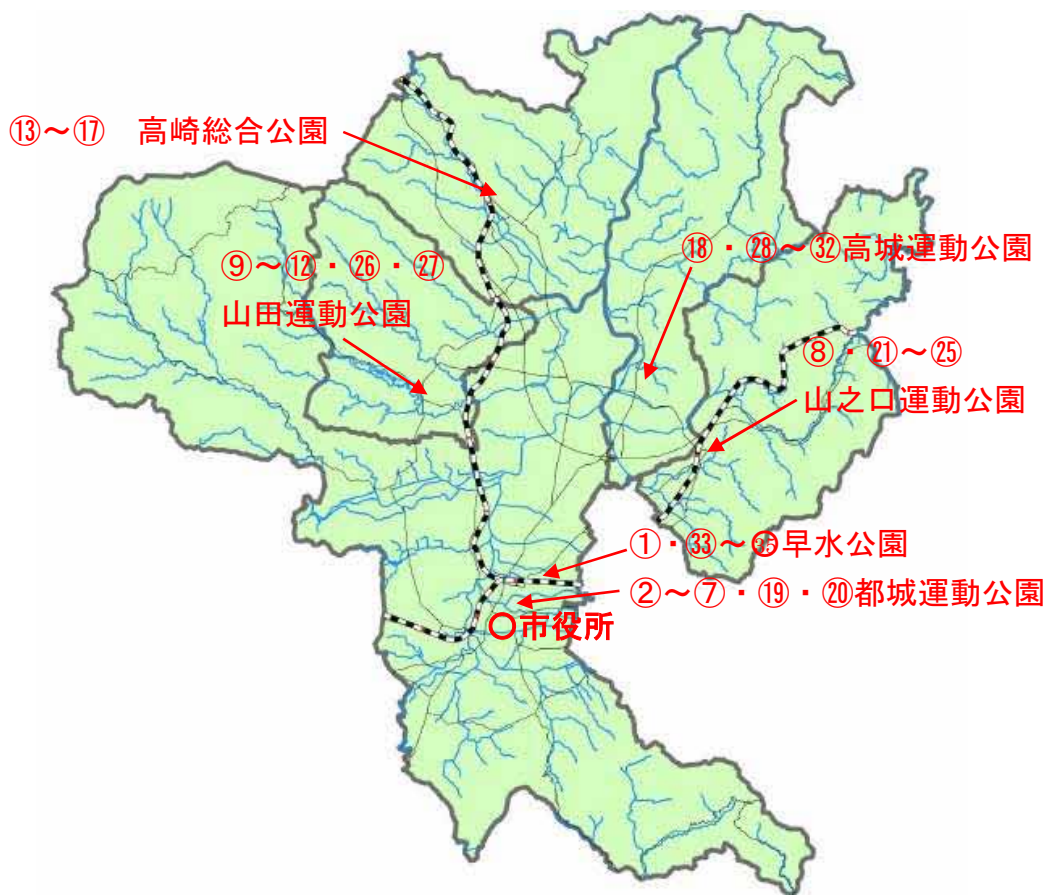 ⑬～⑰ 高崎総合公園
⑱・㉘～㉜高城運動公園
⑨～⑫・㉖・㉗
山田運動公園
⑧・㉑～㉕
山之口運動公園
①・㉝～㉟早水公園
②～⑦・⑲・⑳都城運動公園
〇市役所